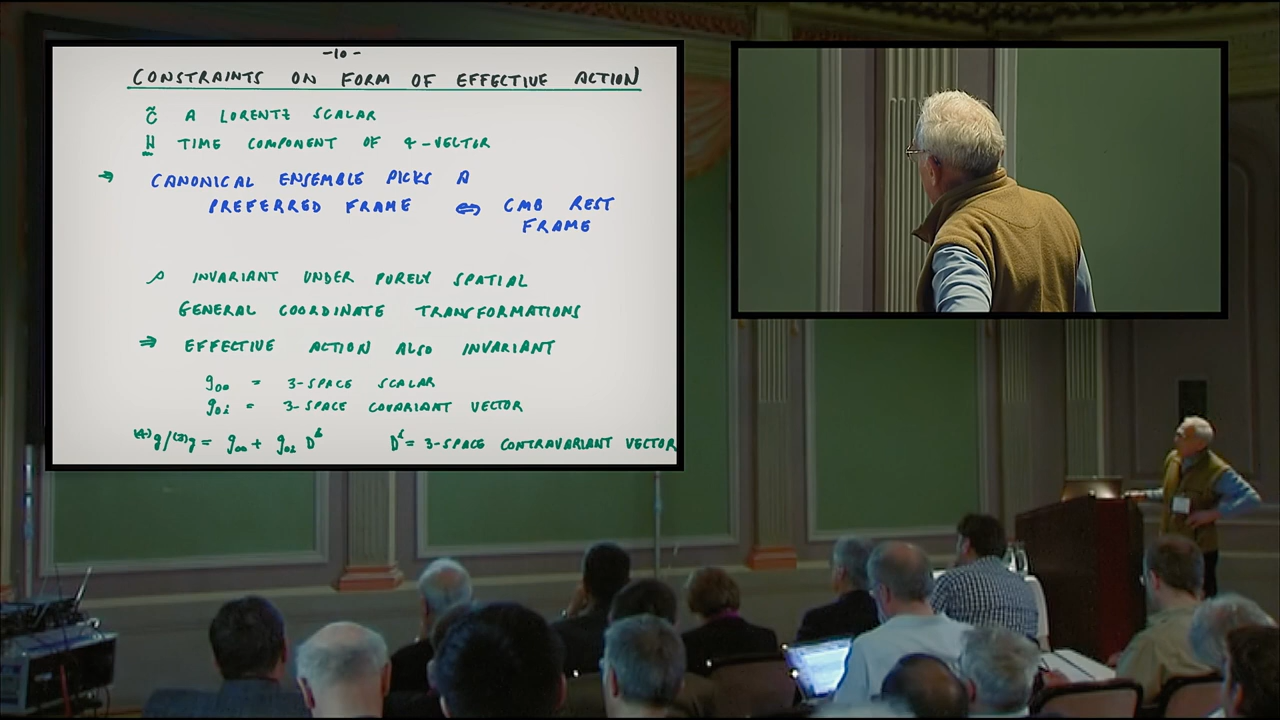 -10-
CONSTRAINTS ON FORM OF EFFECTIVE ACTION
C̃ A LORENTZ SCALAR
H TIME COMPONENT OF 4-VECTOR
⇒ CANONICAL ENSEMBLE PICKS A
PREFERRED FRAME ⇔ CMB REST
FRAME
ρ INVARIANT UNDER PURELY SPATIAL
GENERAL COORDINATE TRANSFORMATIONS
⇒ EFFECTIVE ACTION ALSO INVARIANT
g₀₀ = 3-SPACE SCALAR
g₀ᵢ = 3-SPACE COVARIANT VECTOR
⁽⁴⁾g/⁽³⁾g = g₀₀ + g₀ᵢ Dⁱ Dⁱ = 3-SPACE CONTRAVARIANT VECTOR